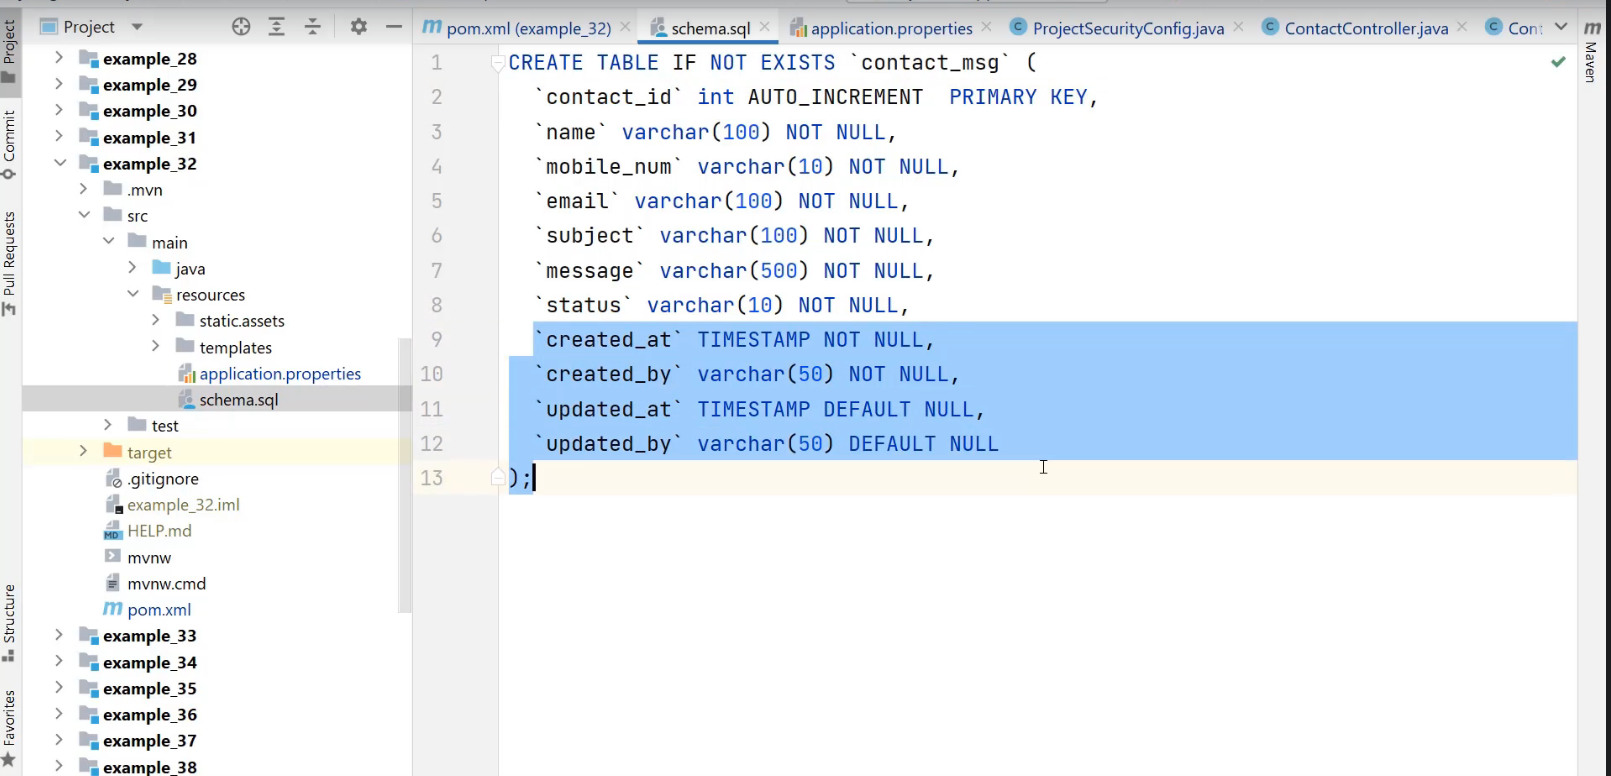 Project
pom.xml (example_32)
schema.sql
application.properties
ProjectSecurityConfig.java
ContactController.java
Cont
Project
Commit
Pull Requests
Structure
Favorites
Maven
example_28
example_29
example_30
example_31
example_32
.mvn
src
main
java
resources
static.assets
templates
application.properties
schema.sql
test
target
.gitignore
example_32.iml
HELP.md
mvnw
mvnw.cmd
pom.xml
example_33
example_34
example_35
example_36
example_37
example_38
1 CREATE TABLE IF NOT EXISTS `contact_msg` (
2 `contact_id` int AUTO_INCREMENT  PRIMARY KEY,
3 `name` varchar(100) NOT NULL,
4 `mobile_num` varchar(10) NOT NULL,
5 `email` varchar(100) NOT NULL,
6 `subject` varchar(100) NOT NULL,
7 `message` varchar(500) NOT NULL,
8 `status` varchar(10) NOT NULL,
9 `created_at` TIMESTAMP NOT NULL,
10 `created_by` varchar(50) NOT NULL,
11 `updated_at` TIMESTAMP DEFAULT NULL,
12 `updated_by` varchar(50) DEFAULT NULL
13 );